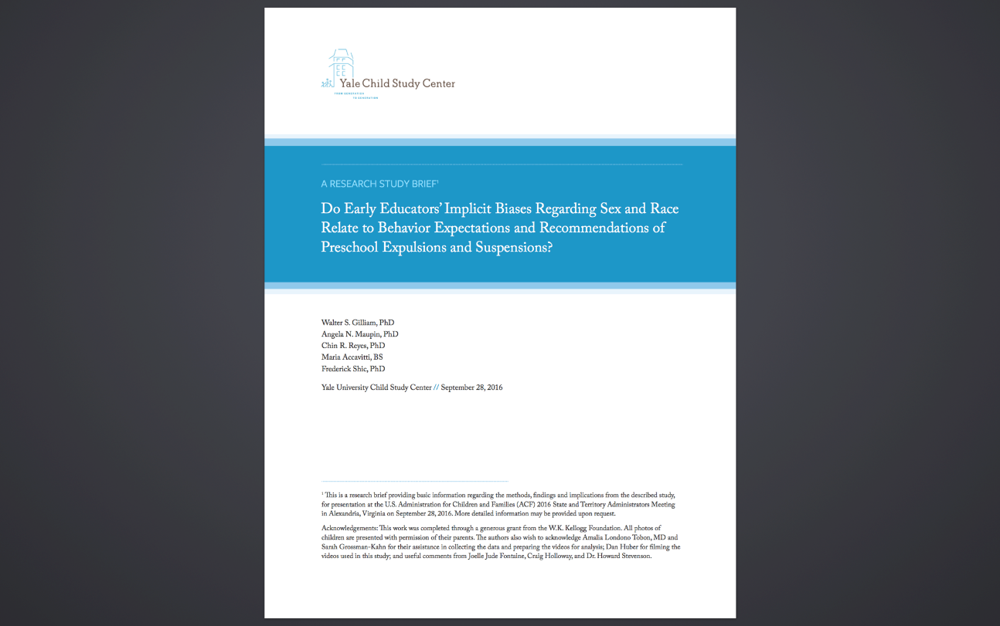 Yale Child Study Center
FROM GENERATION
TO GENERATION
A RESEARCH STUDY BRIEF¹
Do Early Educators’ Implicit Biases Regarding Sex and Race
Relate to Behavior Expectations and Recommendations of
Preschool Expulsions and Suspensions?
Walter S. Gilliam, PhD
Angela N. Maupin, PhD
Chin R. Reyes, PhD
Maria Accavitti, BS
Frederick Shic, PhD
Yale University Child Study Center // September 28, 2016
¹ This is a research brief providing basic information regarding the methods, findings and implications from the described study,
for presentation at the U.S. Administration for Children and Families (ACF) 2016 State and Territory Administrators Meeting
in Alexandria, Virginia on September 28, 2016. More detailed information may be provided upon request.
Acknowledgements: This work was completed through a generous grant from the W.K. Kellogg Foundation. All photos of
children are presented with permission of their parents. The authors also wish to acknowledge Amalia Londono Tobon, MD and
Sarah Grossman-Kahn for their assistance in collecting the data and preparing the videos for analysis; Dan Huber for filming the
videos used in this study; and useful comments from Joelle Jude Fontaine, Craig Holloway, and Dr. Howard Stevenson.